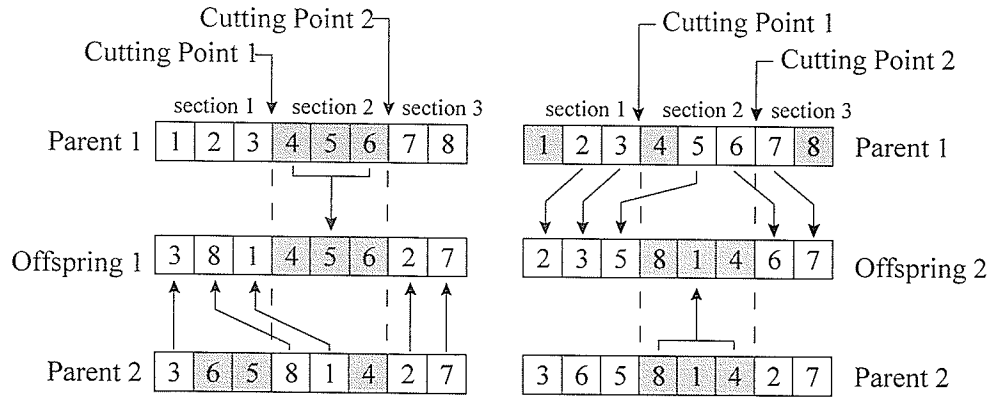 Cutting Point 2
Cutting Point 1
section 1 section 2 section 3
Parent 1 1 2 3 4 5 6 7 8
Offspring 1 3 8 1 4 5 6 2 7
Parent 2 3 6 5 8 1 4 2 7
Cutting Point 1
Cutting Point 2
section 1 section 2 section 3
1 2 3 4 5 6 7 8 Parent 1
2 3 5 8 1 4 6 7 Offspring 2
3 6 5 8 1 4 2 7 Parent 2